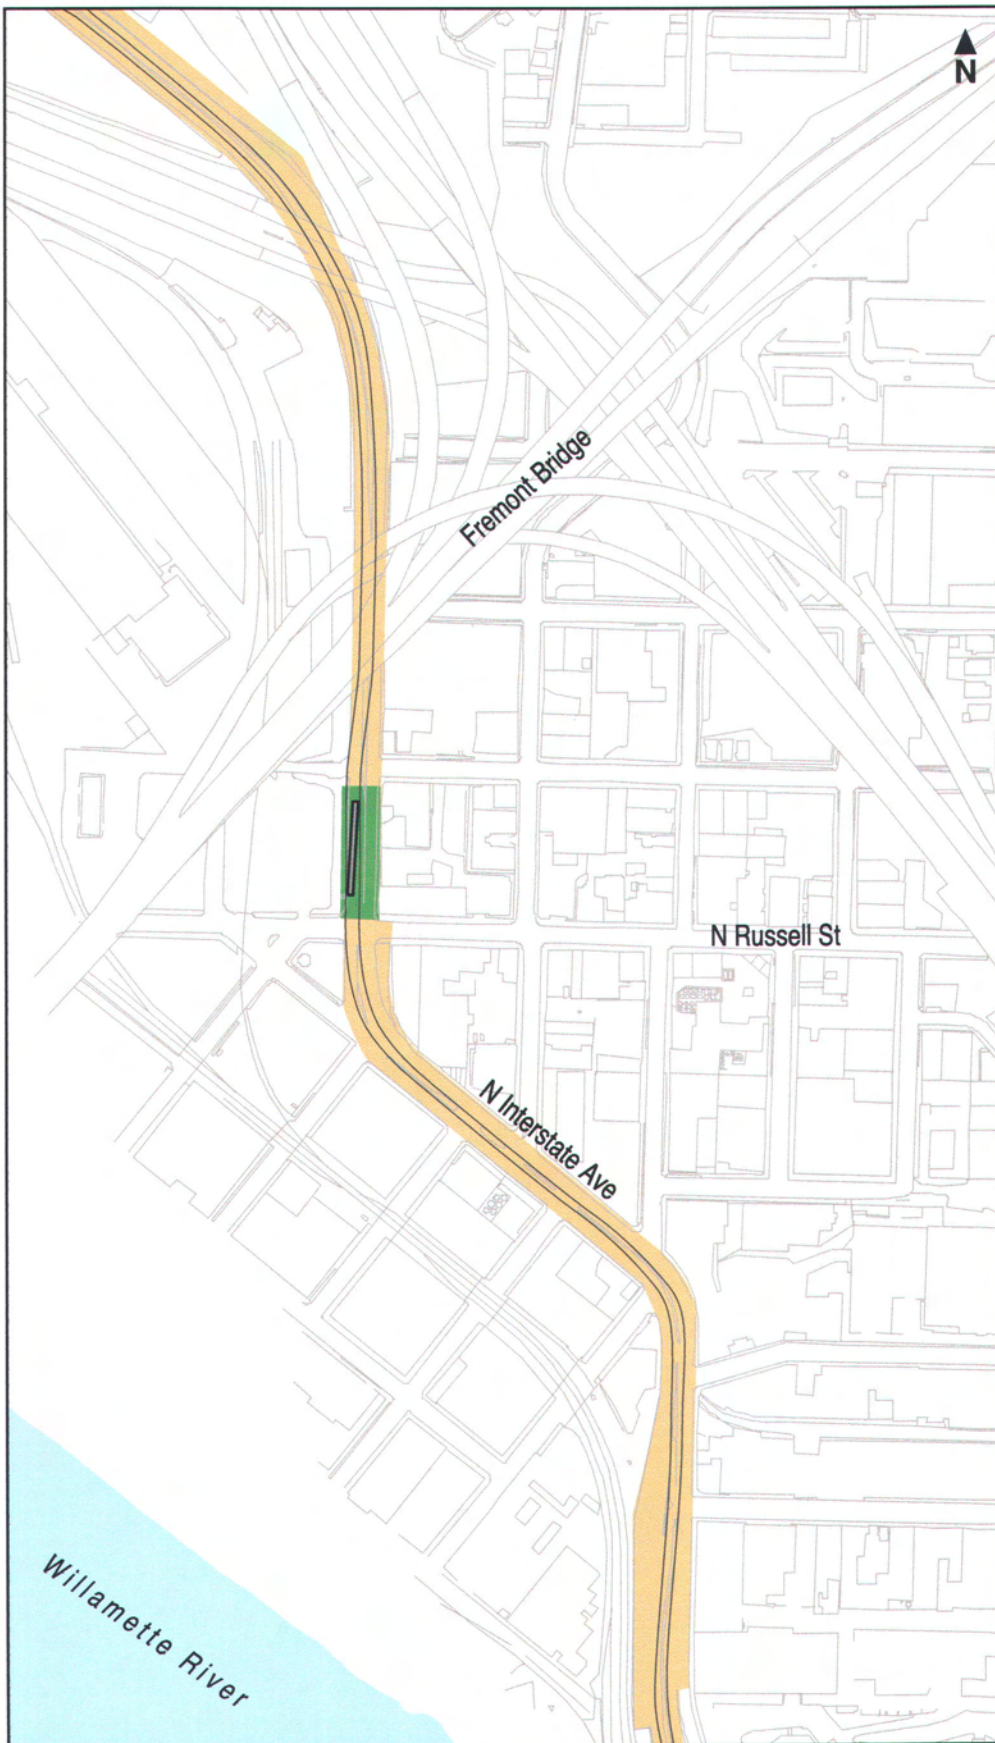 N
Fremont Bridge
N Russell St
N Interstate Ave
Willamette River